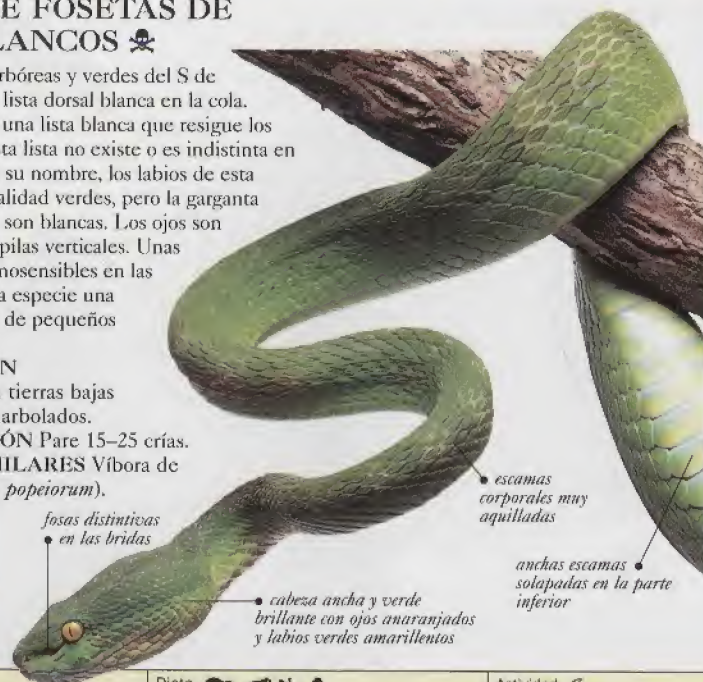 E FOSETAS DE
LANCOS
rbóreas y verdes del S de
lista dorsal blanca en la cola.
una lista blanca que resigue los
ta lista no existe o es indistinta en
su nombre, los labios de esta
alidad verdes, pero la garganta
son blancas. Los ojos son
pilas verticales. Unas
mosensibles en las
a especie una
de pequeños
N
tierras bajas
arbolados.
ÓN Pare 15–25 crías.
MILARES Víbora de
popeiorum).
fosas distintivas
en las bridas
escamas
corporales muy
aquilladas
anchas escamas
solapadas en la parte
inferior
cabeza ancha y verde
brillante con ojos anaranjados
y labios verdes amarillentos